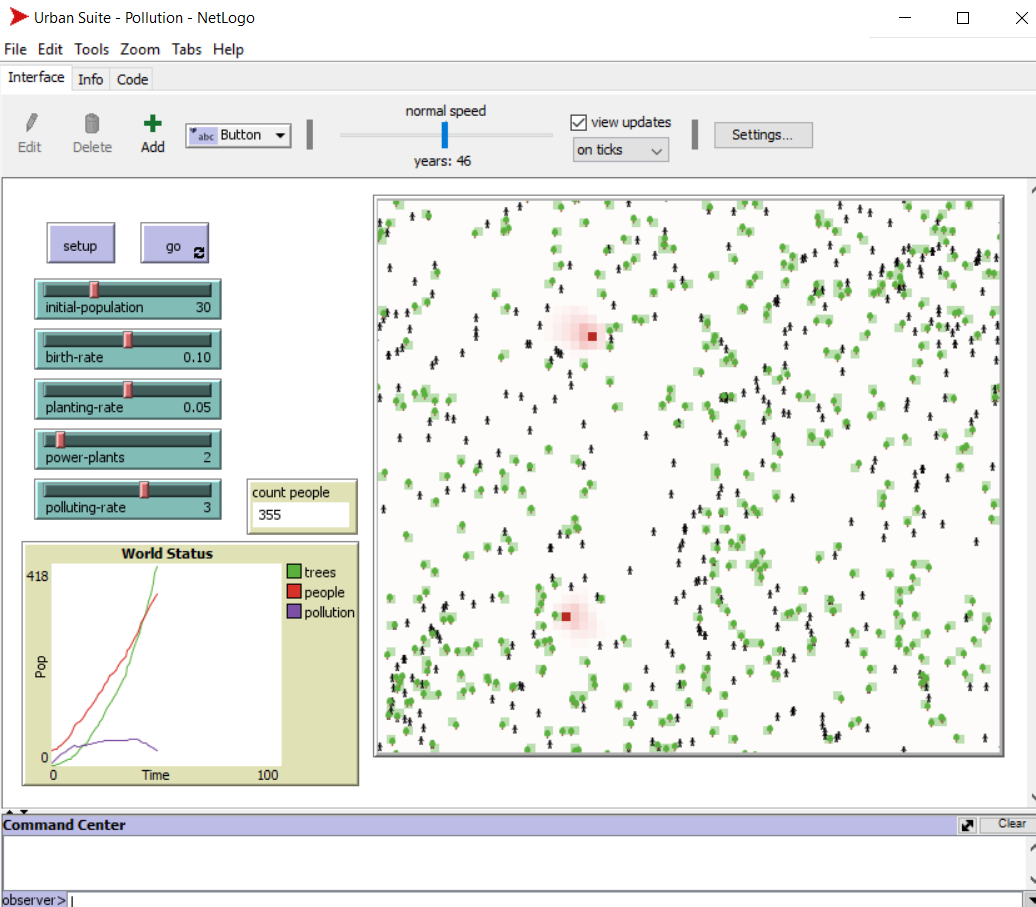 Urban Suite - Pollution - NetLogo
File Edit Tools Zoom Tabs Help
Interface Info Code
normal speed
Edit Delete Add abc Button view updates Settings...
on ticks
years: 46
setup go
initial-population 30
birth-rate 0.10
planting-rate 0.05
power-plants 2
polluting-rate 3
count people
355
World Status
418
Pop
0
0 Time 100
trees
people
pollution
Command Center Clear
observer>